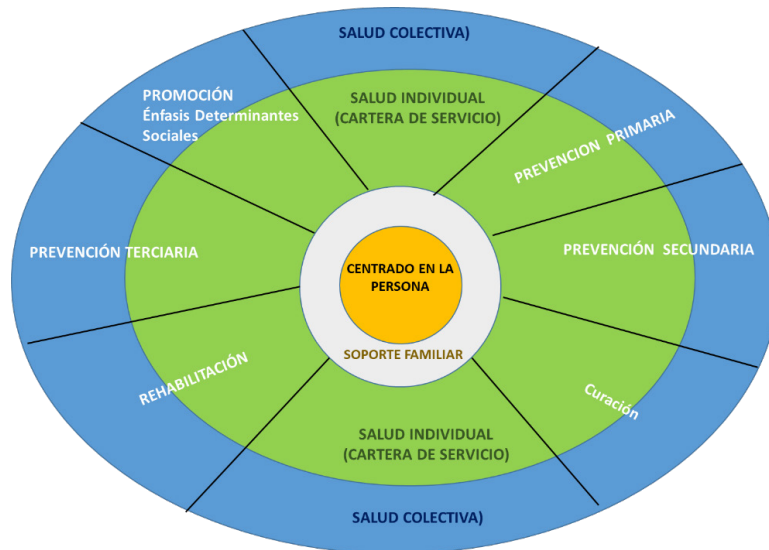 SALUD COLECTIVA)
PROMOCIÓN
Énfasis Determinantes
Sociales
SALUD INDIVIDUAL
(CARTERA DE SERVICIO)
PREVENCION PRIMARIA
PREVENCIÓN TERCIARIA
PREVENCIÓN SECUNDARIA
CENTRADO EN LA
PERSONA
SOPORTE FAMILIAR
REHABILITACIÓN
Curación
SALUD INDIVIDUAL
(CARTERA DE SERVICIO)
SALUD COLECTIVA)